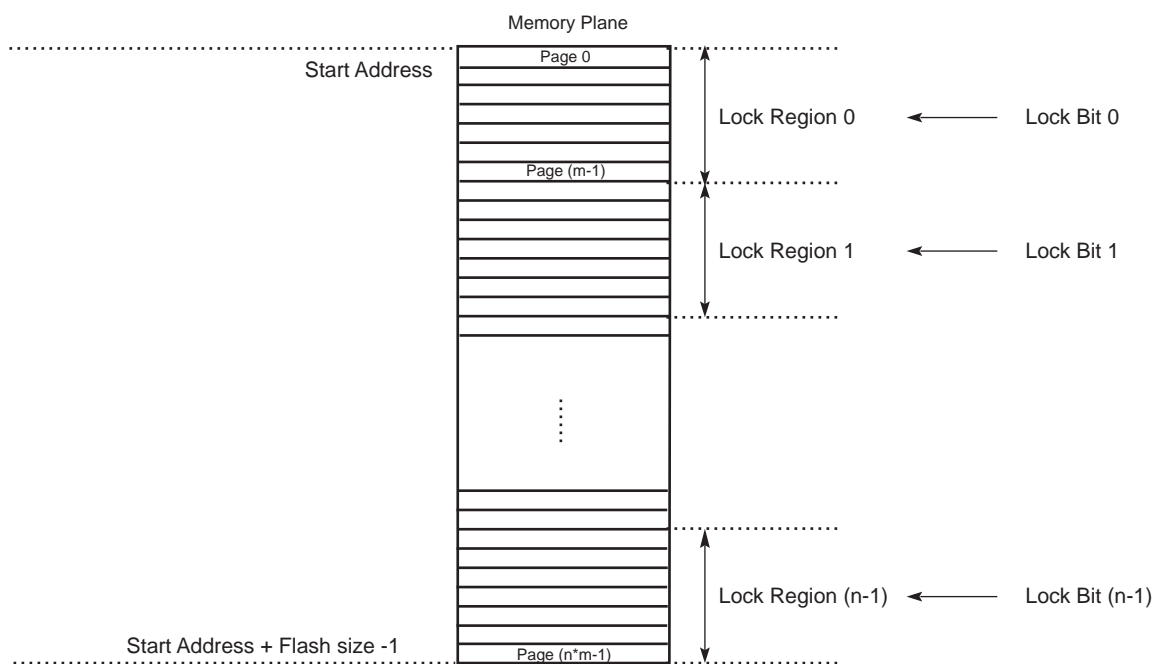 Memory Plane
Page 0
Start Address
Lock Region 0
Lock Bit 0
Page (m-1)
Lock Region 1
Lock Bit 1
Lock Region (n-1)
Lock Bit (n-1)
Start Address + Flash size -1
Page (n*m-1)